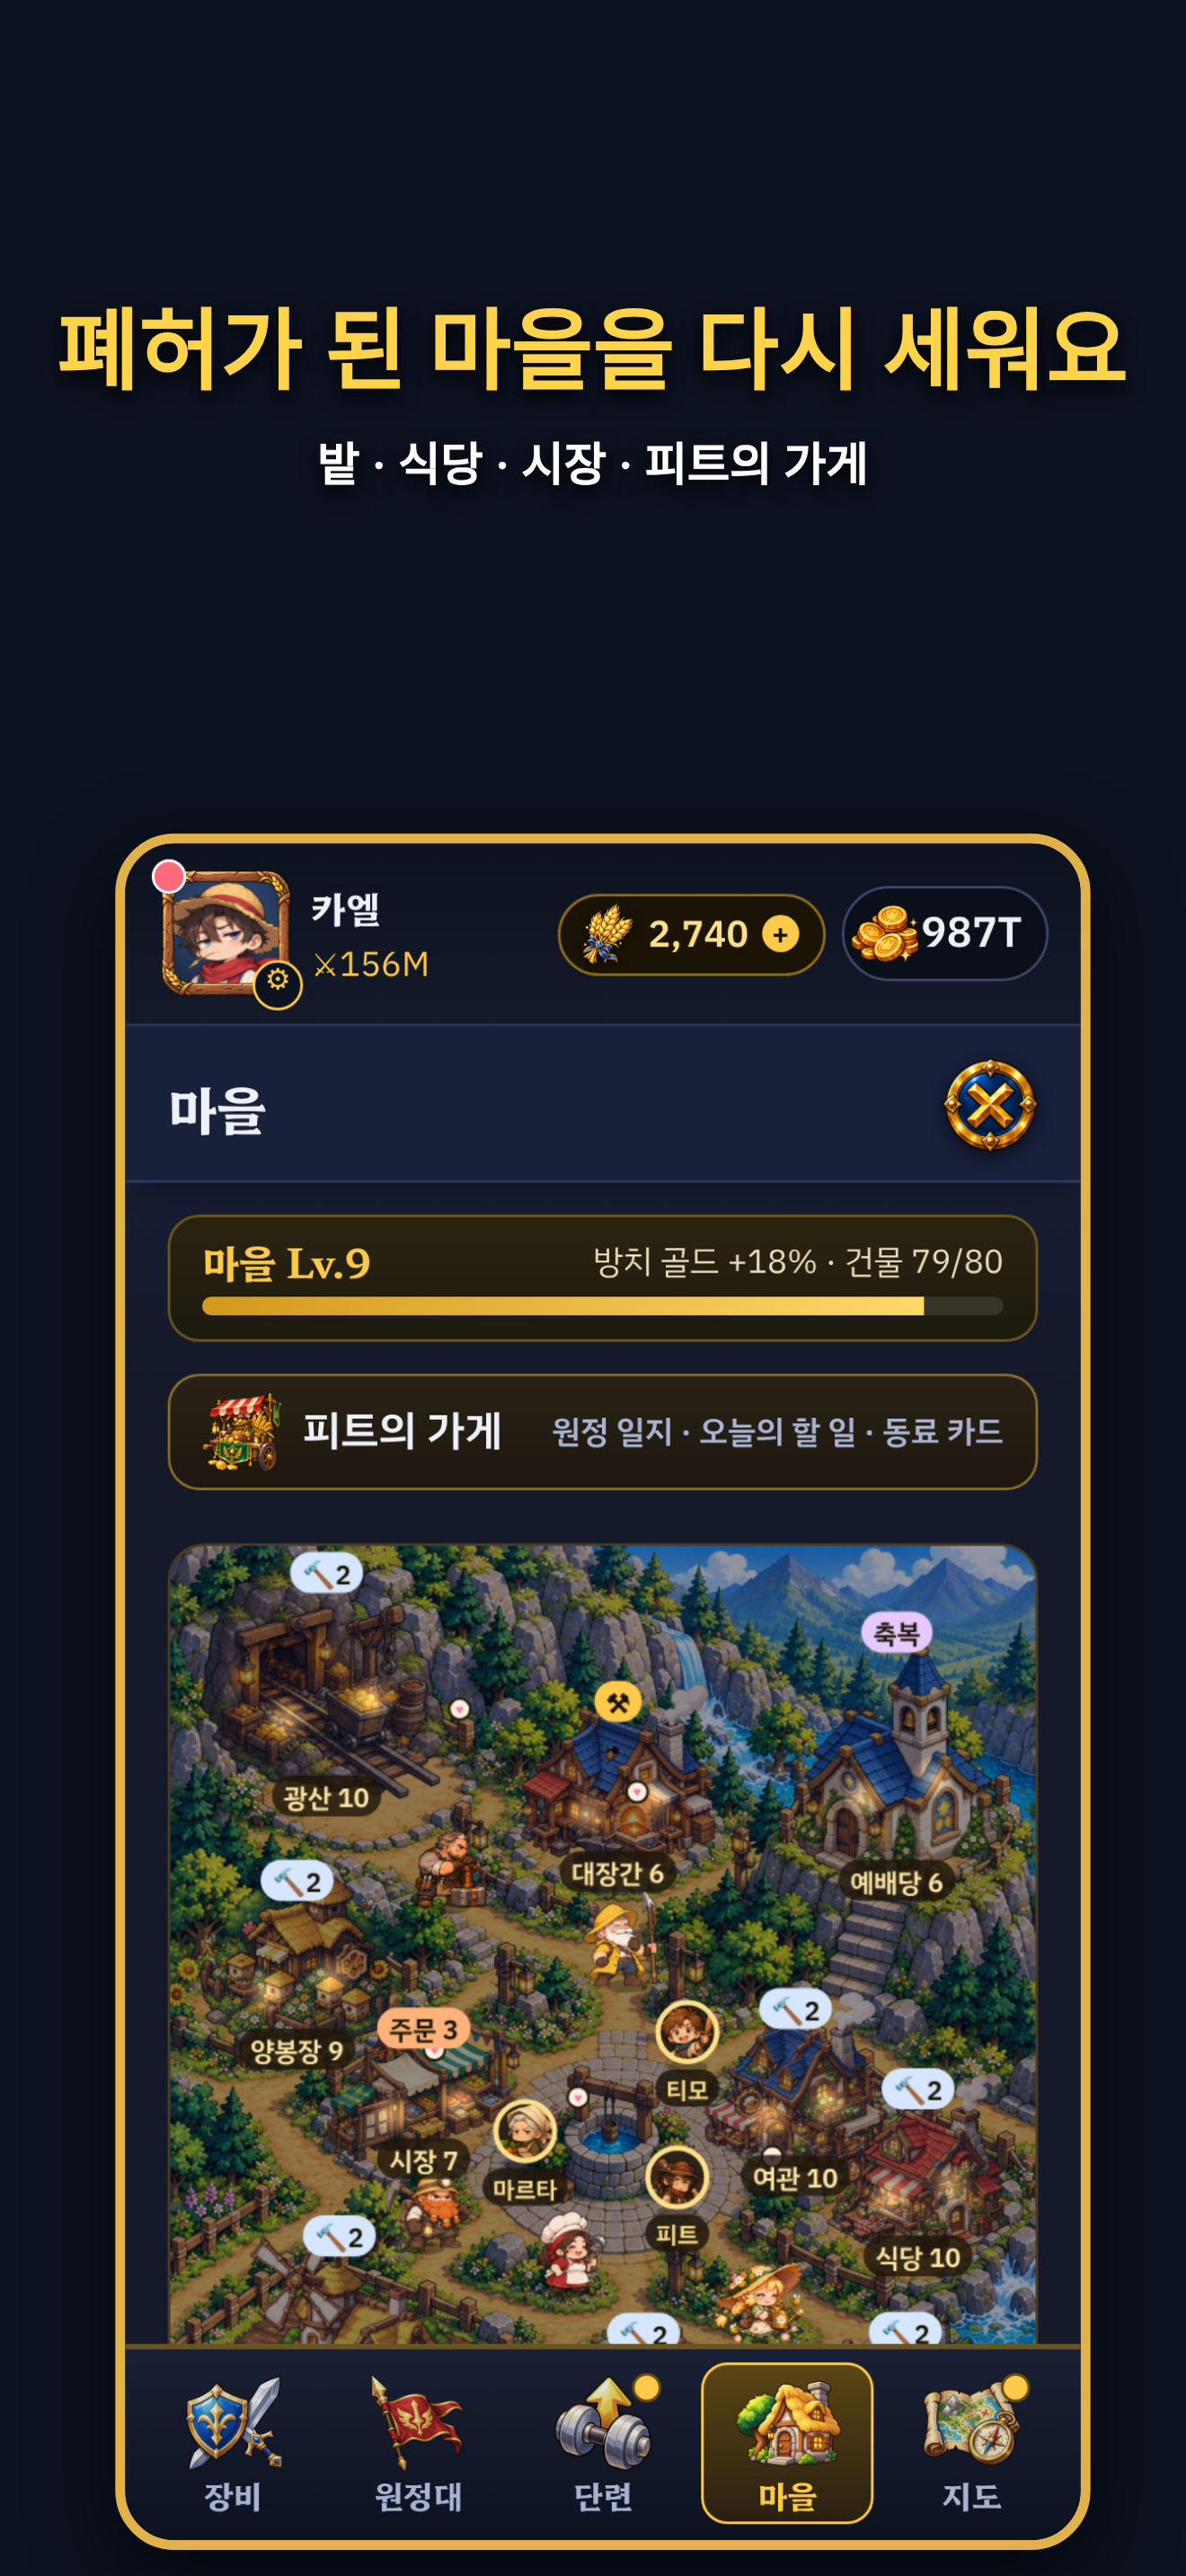 폐허가 된 마을을 다시 세워요
밭 · 식당 · 시장 · 피트의 가게
카엘
2,740 +
987T
⚔156M
마을
마을 Lv.9
방치 골드 +18% · 건물 79/80
피트의 가게
원정 일지 · 오늘의 할 일 · 동료 카드
2
축복
광산 10
대장간 6
예배당 6
2
2
주문 3
양봉장 9
티모
2
시장 7
마르타
여관 10
피트
2
식당 10
2
2
장비
원정대
단련
마을
지도